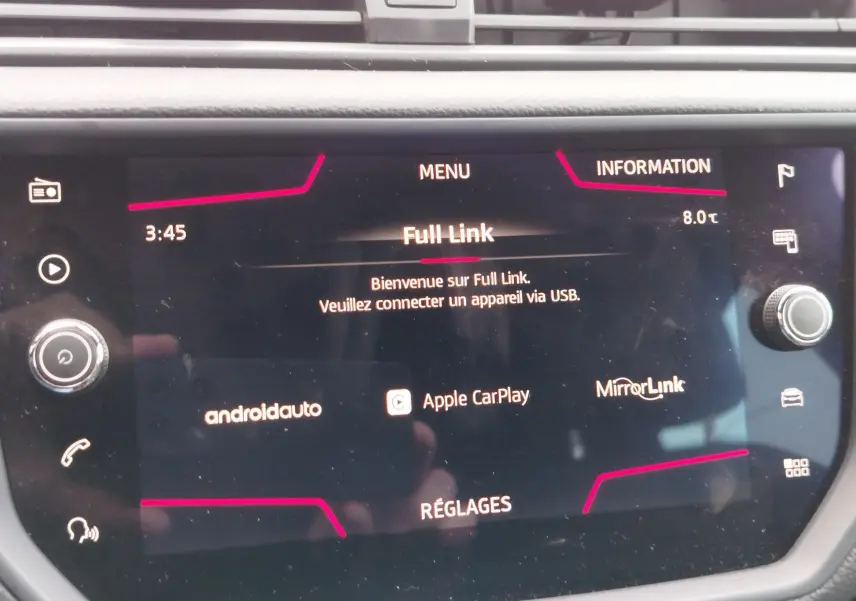 MENU
INFORMATION
3:45
8.0℃
Full Link
Bienvenue sur Full Link.
Veuillez connecter un appareil via USB.
androidauto
Apple CarPlay
MirrorLink
RÉGLAGES